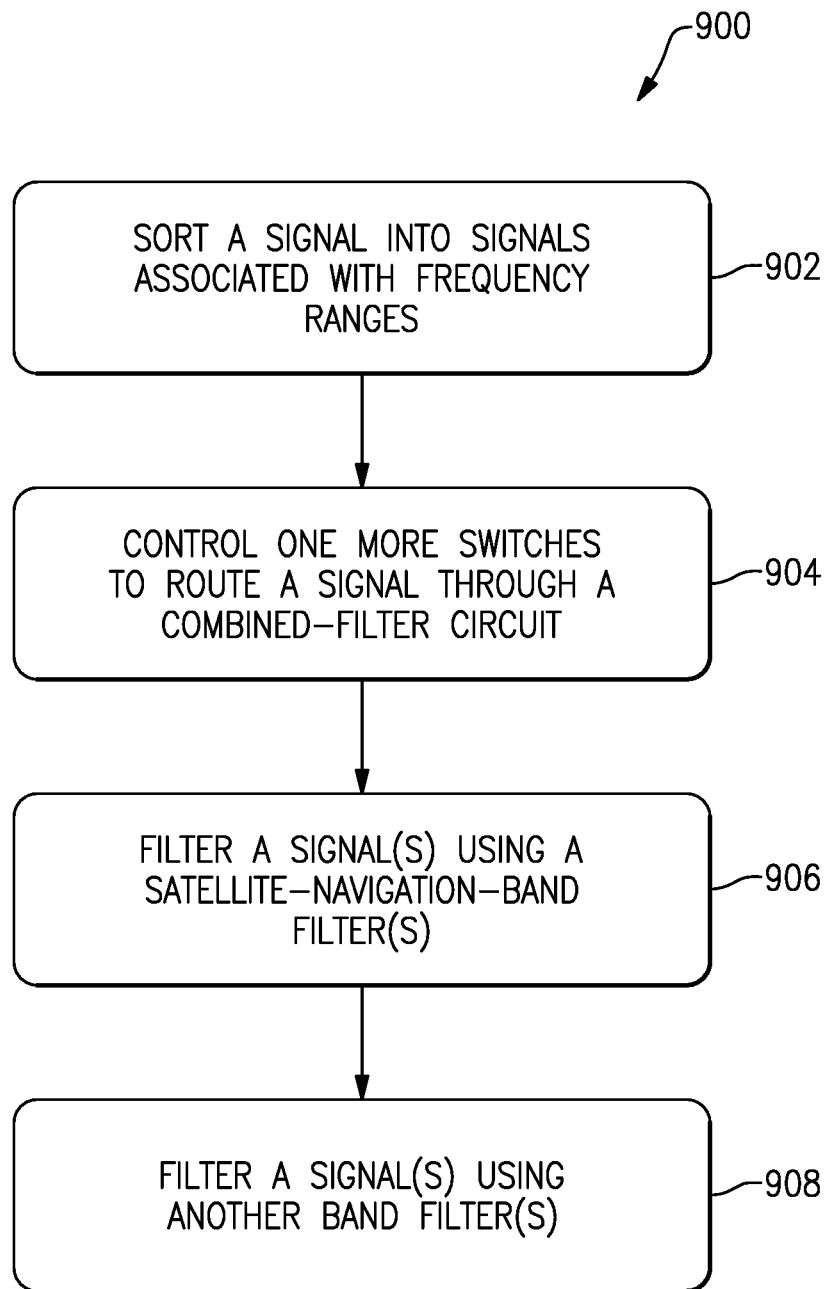 900
SORT A SIGNAL INTO SIGNALS
ASSOCIATED WITH FREQUENCY
RANGES
902
CONTROL ONE MORE SWITCHES
TO ROUTE A SIGNAL THROUGH A
COMBINED-FILTER CIRCUIT
904
FILTER A SIGNAL(S) USING A
SATELLITE-NAVIGATION-BAND
FILTER(S)
906
FILTER A SIGNAL(S) USING
ANOTHER BAND FILTER(S)
908